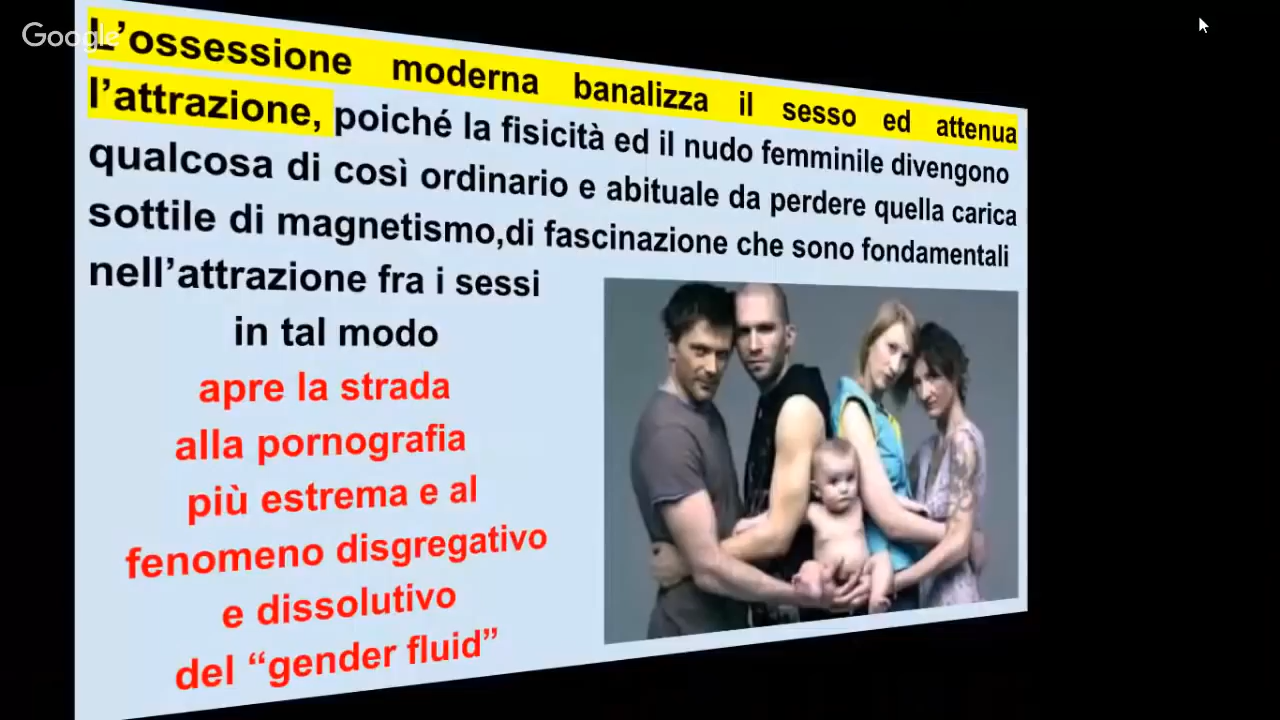 Google
L'ossessione moderna banalizza il sesso ed attenua
l'attrazione, poiché la fisicità ed il nudo femminile divengono
qualcosa di così ordinario e abituale da perdere quella carica
sottile di magnetismo,di fascinazione che sono fondamentali
nell'attrazione fra i sessi
in tal modo
apre la strada
alla pornografia
più estrema e al
fenomeno disgregativo
e dissolutivo
del “gender fluid”